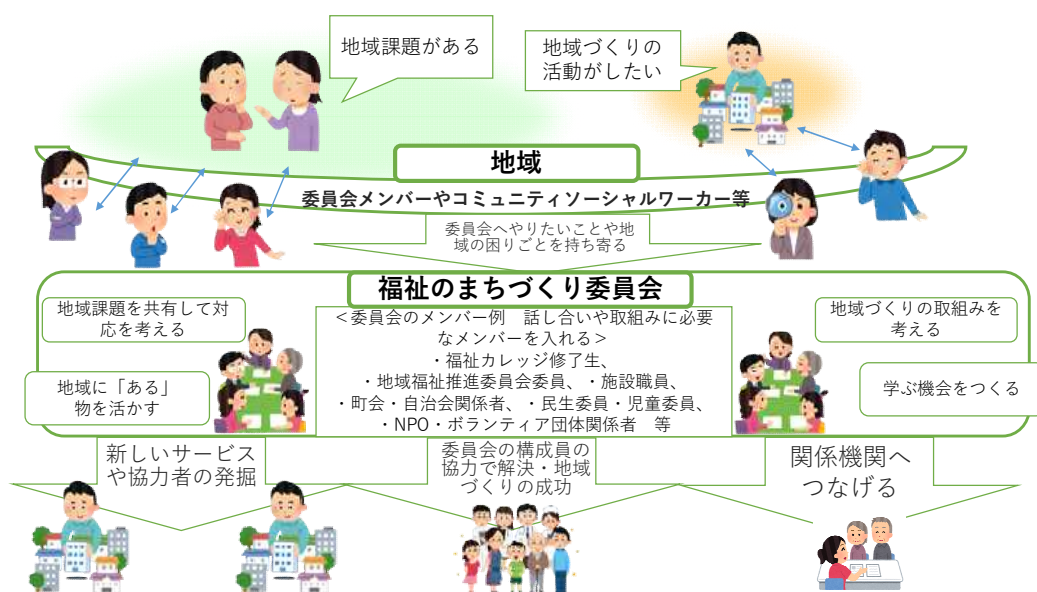 地域課題がある
地域づくりの
活動がしたい
地域
委員会メンバーやコミュニティソーシャルワーカー等
委員会へやりたいことや地
域の困りごとを持ち寄る
福祉のまちづくり委員会
地域課題を共有して対
応を考える
地域に「ある」
物を活かす
＜委員会のメンバー例　話し合いや取組みに必要
なメンバーを入れる＞
・福祉カレッジ修了生、
・地域福祉推進委員会委員、・施設職員、
・町会・自治会関係者、・民生委員・児童委員、
・NPO・ボランティア団体関係者　等
地域づくりの取組みを
考える
学ぶ機会をつくる
新しいサービス
や協力者の発掘
委員会の構成員の
協力で解決・地域
づくりの成功
関係機関へ
つなげる